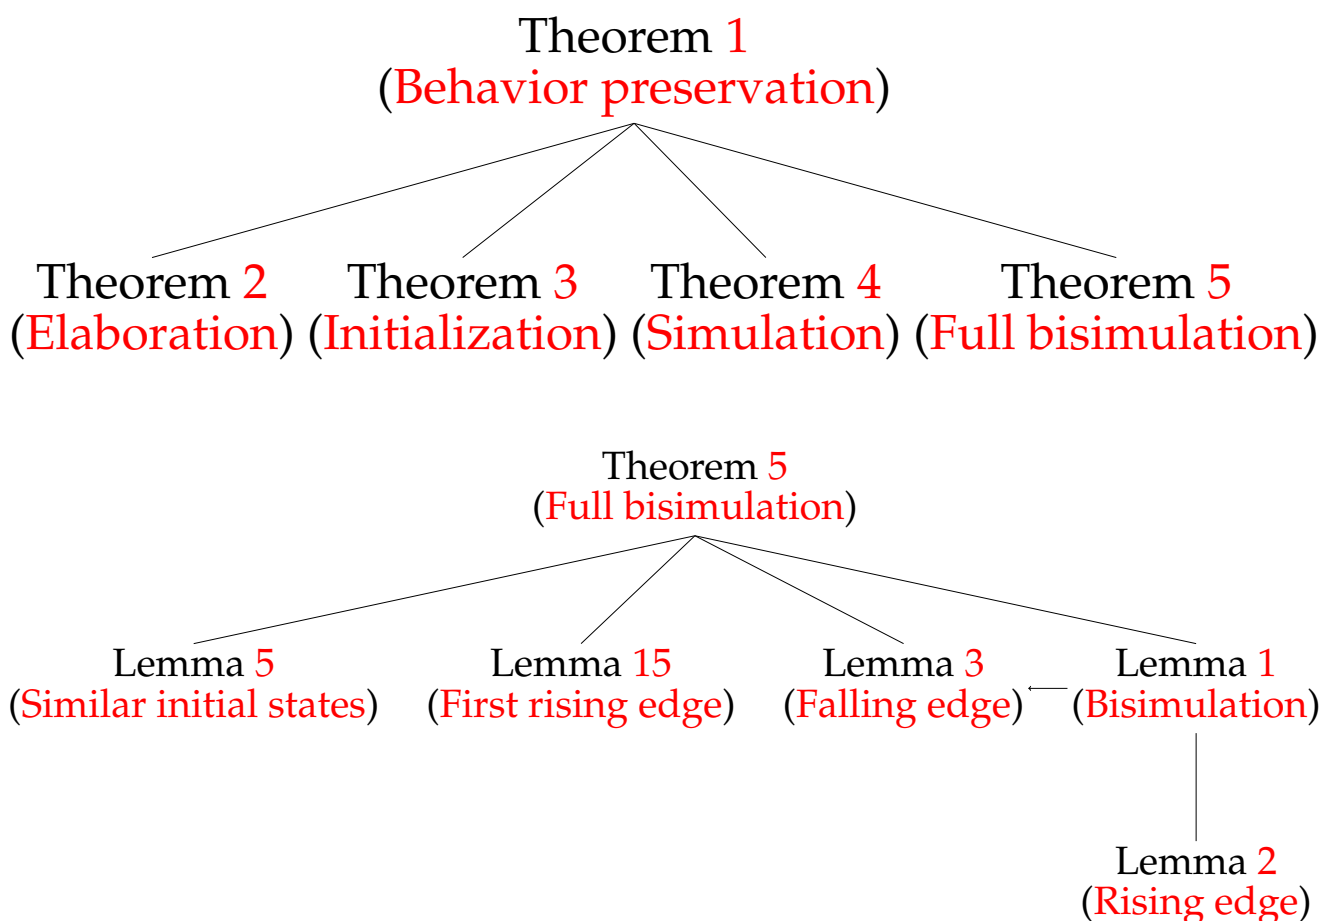 Theorem 1
(Behavior preservation)
Theorem 2 Theorem 3 Theorem 4 Theorem 5
(Elaboration) (Initialization) (Simulation) (Full bisimulation)
Theorem 5
(Full bisimulation)
Lemma 5 Lemma 15 Lemma 3 Lemma 1
(Similar initial states) (First rising edge) (Falling edge) (Bisimulation)
Lemma 2
(Rising edge)